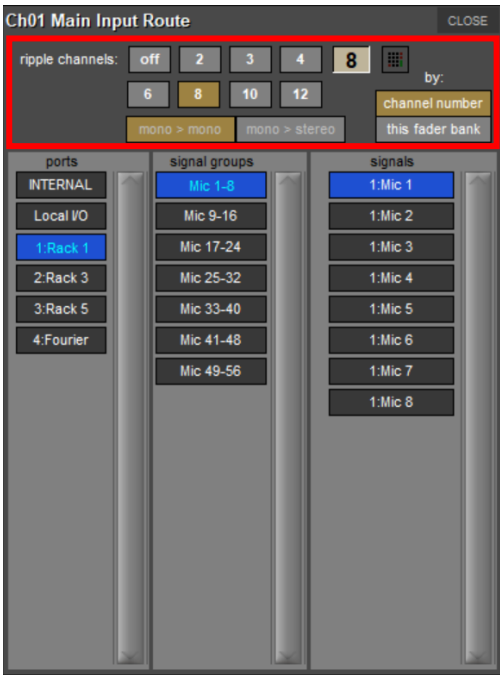 Ch01 Main Input Route CLOSE
ripple channels: off 2 3 4 8
by:
6 8 10 12
channel number
mono > mono mono > stereo this fader bank
ports signal groups signals
INTERNAL Mic 1-8 1:Mic 1
Local I/O Mic 9-16 1:Mic 2
1:Rack 1 Mic 17-24 1:Mic 3
2:Rack 3 Mic 25-32 1:Mic 4
3:Rack 5 Mic 33-40 1:Mic 5
4:Fourier Mic 41-48 1:Mic 6
Mic 49-56 1:Mic 7
1:Mic 8